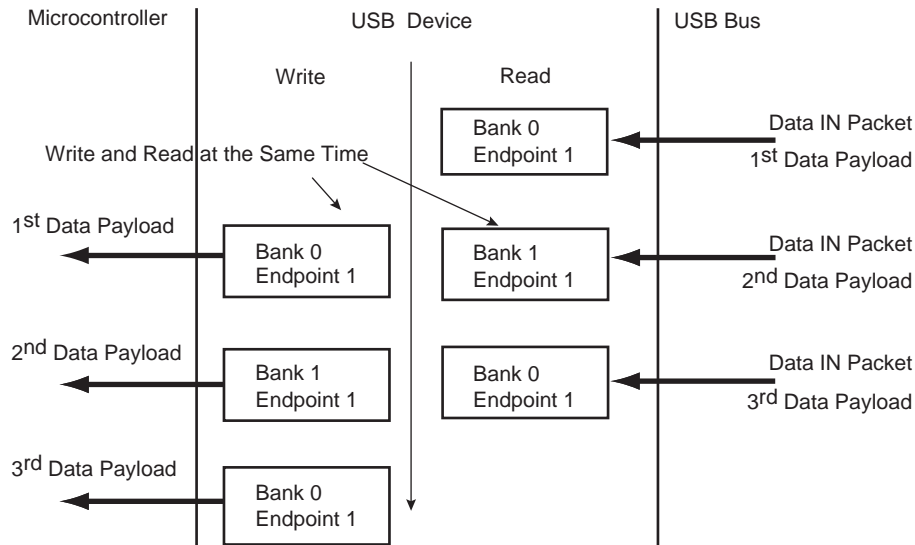 Microcontroller
USB Device
USB Bus
Write
Read
Bank 0
Endpoint 1
Data IN Packet
1st Data Payload
Write and Read at the Same Time
1st Data Payload
Bank 0
Endpoint 1
Bank 1
Endpoint 1
Data IN Packet
2nd Data Payload
2nd Data Payload
Bank 1
Endpoint 1
Bank 0
Endpoint 1
Data IN Packet
3rd Data Payload
3rd Data Payload
Bank 0
Endpoint 1